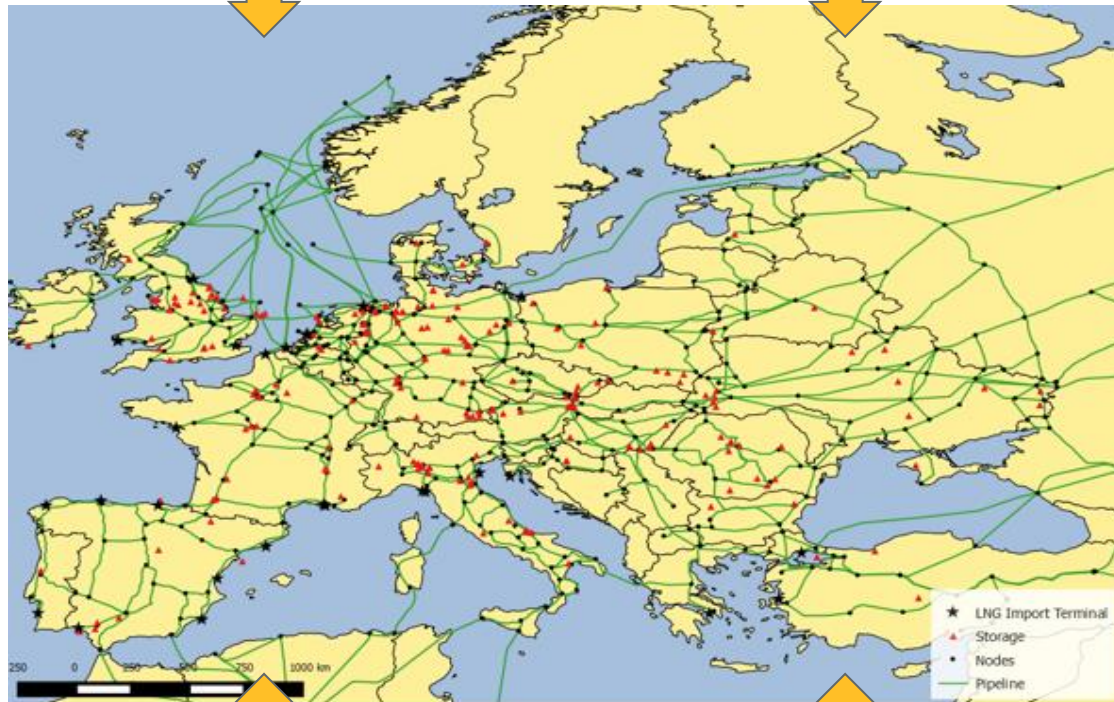 LNG Import Terminal
Storage
Nodes
Pipeline
250 0 250 500 750 1000 km